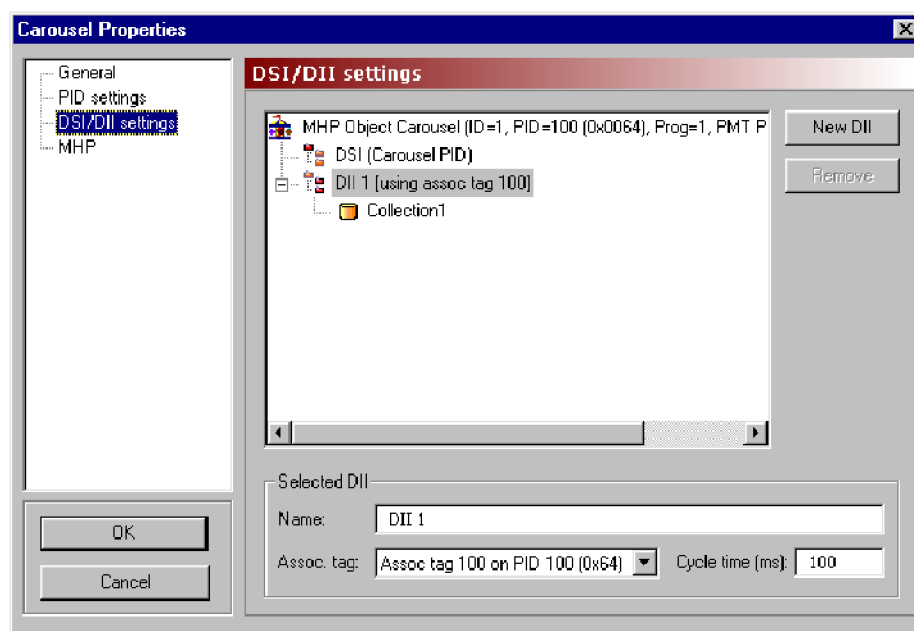 Carousel Properties
General
PID settings
DSI/DII settings
MHP
OK
Cancel
DSI/DII settings
MHP Object Carousel (ID=1, PID=100 (0x0064), Prog=1, PMT P
DSI (Carousel PID)
DII 1 [using assoc tag 100]
Collection1
New DII
Remove
Selected DII
Name: DII 1
Assoc. tag: Assoc tag 100 on PID 100 (0x64) Cycle time (ms): 100